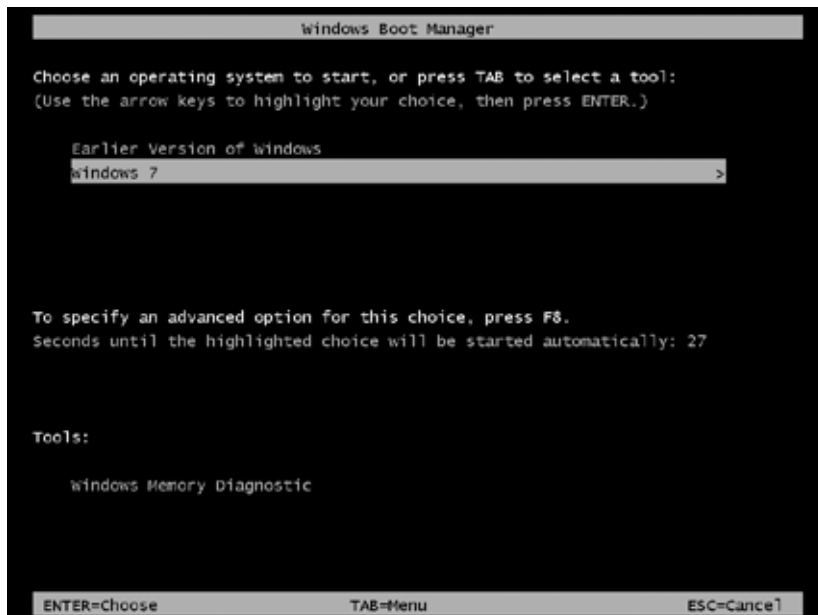 Windows Boot Manager
Choose an operating system to start, or press TAB to select a tool:
(Use the arrow keys to highlight your choice, then press ENTER.)
Earlier Version of Windows
Windows 7 >
To specify an advanced option for this choice, press F8.
Seconds until the highlighted choice will be started automatically: 27
Tools:
Windows Memory Diagnostic
ENTER=Choose TAB=Menu ESC=Cancel